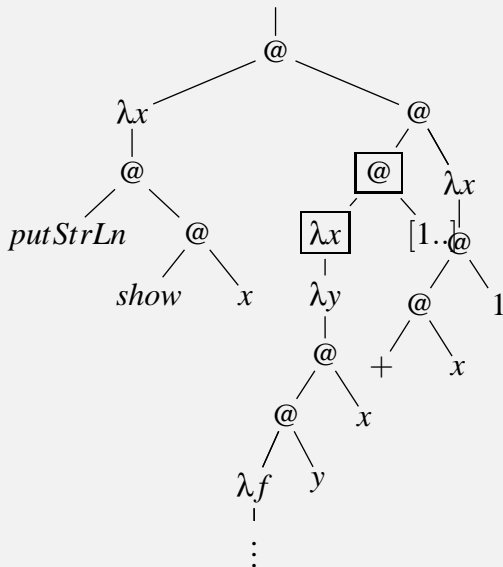 @
λx @
@ @ λx
putStrLn @ λx [1..] @
show x λy @ 1
@ + x
@ x
λf y
⋮